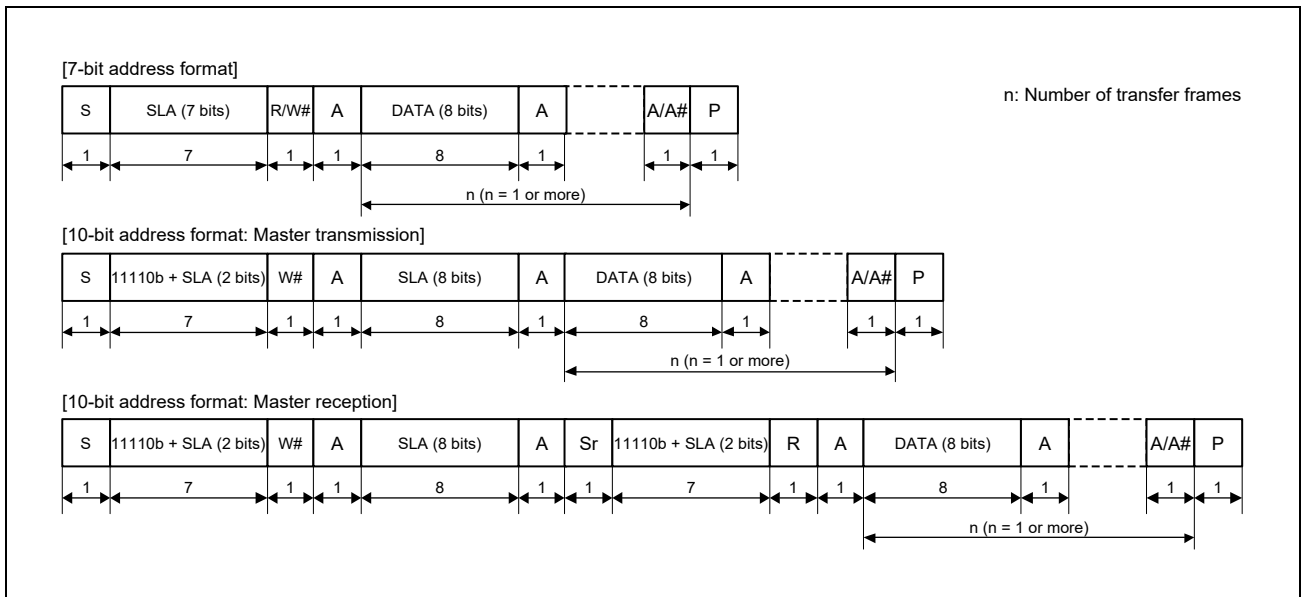 [7-bit address format]
n: Number of transfer frames
S SLA (7 bits) R/W# A DATA (8 bits) A A/A# P
1 7 1 1 8 1 1 1
n (n = 1 or more)
[10-bit address format: Master transmission]
S 11110b + SLA (2 bits) W# A SLA (8 bits) A DATA (8 bits) A A/A# P
1 7 1 1 8 1 8 1 1 1
n (n = 1 or more)
[10-bit address format: Master reception]
S 11110b + SLA (2 bits) W# A SLA (8 bits) A Sr 11110b + SLA (2 bits) R A DATA (8 bits) A A/A# P
1 7 1 1 8 1 1 7 1 1 8 1 1 1
n (n = 1 or more)